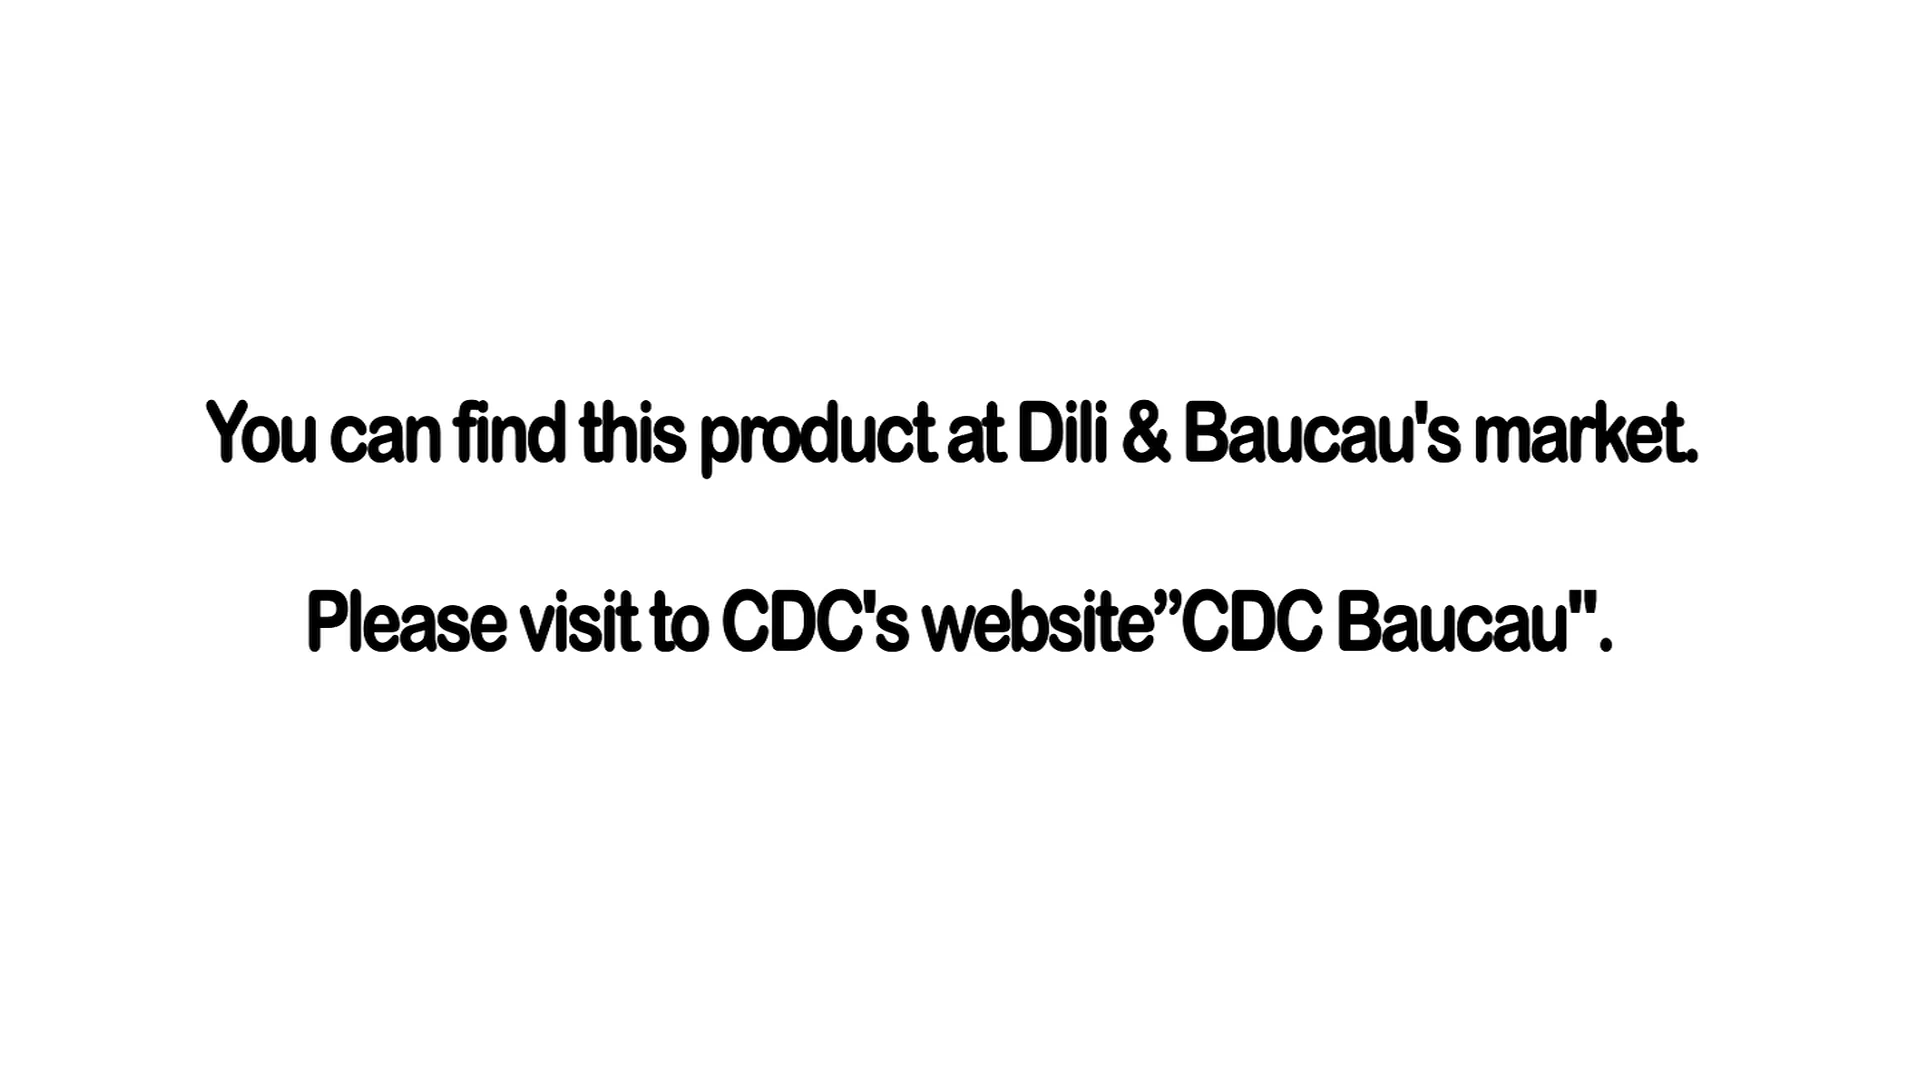 You can find this product at Dili & Baucau's market.
Please visit to CDC's website”CDC Baucau".